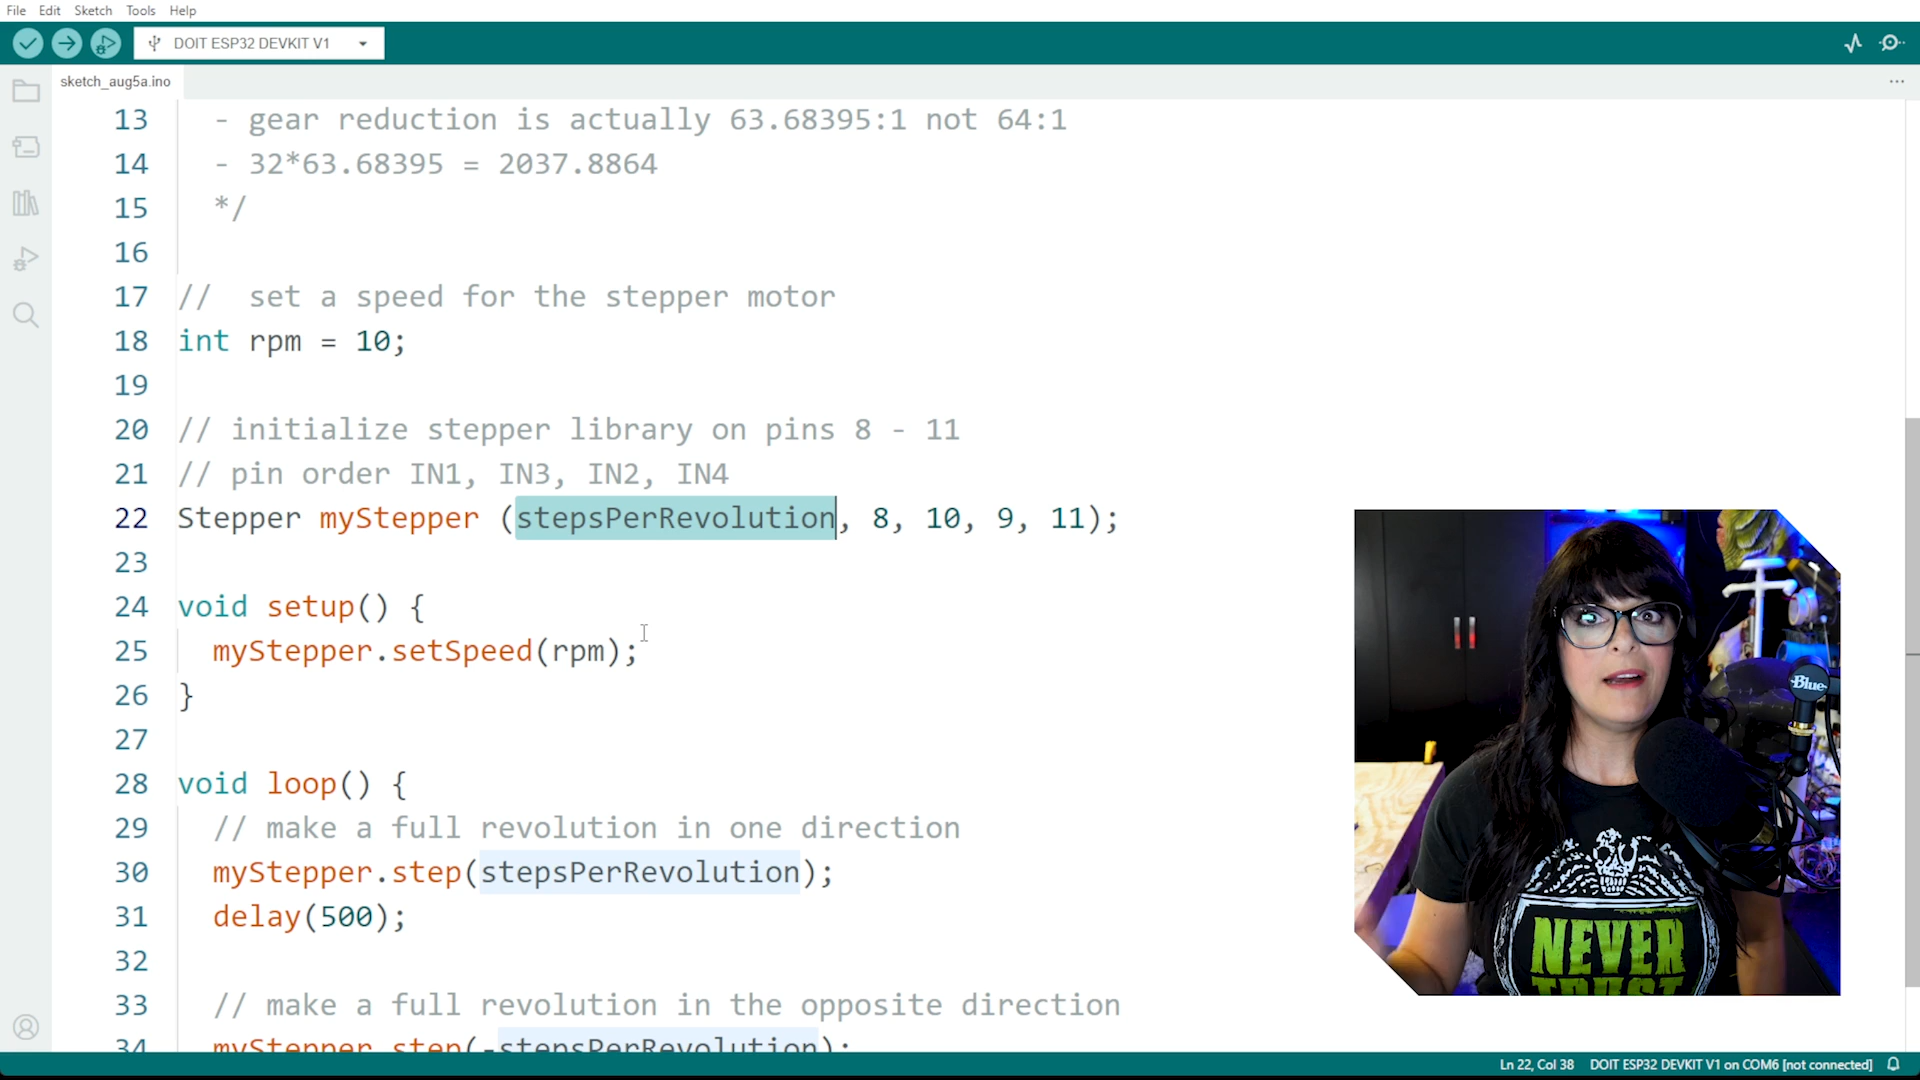 File Edit Sketch Tools Help
DOIT ESP32 DEVKIT V1
sketch_aug5a.ino
13 - gear reduction is actually 63.68395:1 not 64:1
14 - 32*63.68395 = 2037.8864
15 */
16
17 // set a speed for the stepper motor
18 int rpm = 10;
19
20 // initialize stepper library on pins 8 - 11
21 // pin order IN1, IN3, IN2, IN4
22 Stepper myStepper (stepsPerRevolution, 8, 10, 9, 11);
23
24 void setup() {
25 myStepper.setSpeed(rpm);
26 }
27
28 void loop() {
29 // make a full revolution in one direction
30 myStepper.step(stepsPerRevolution);
31 delay(500);
32
33 // make a full revolution in the opposite direction
34 myStepper.step(-stepsPerRevolution);
Blue
NEVER
TRUST
Ln 22, Col 38 DOIT ESP32 DEVKIT V1 on COM6 [not connected]